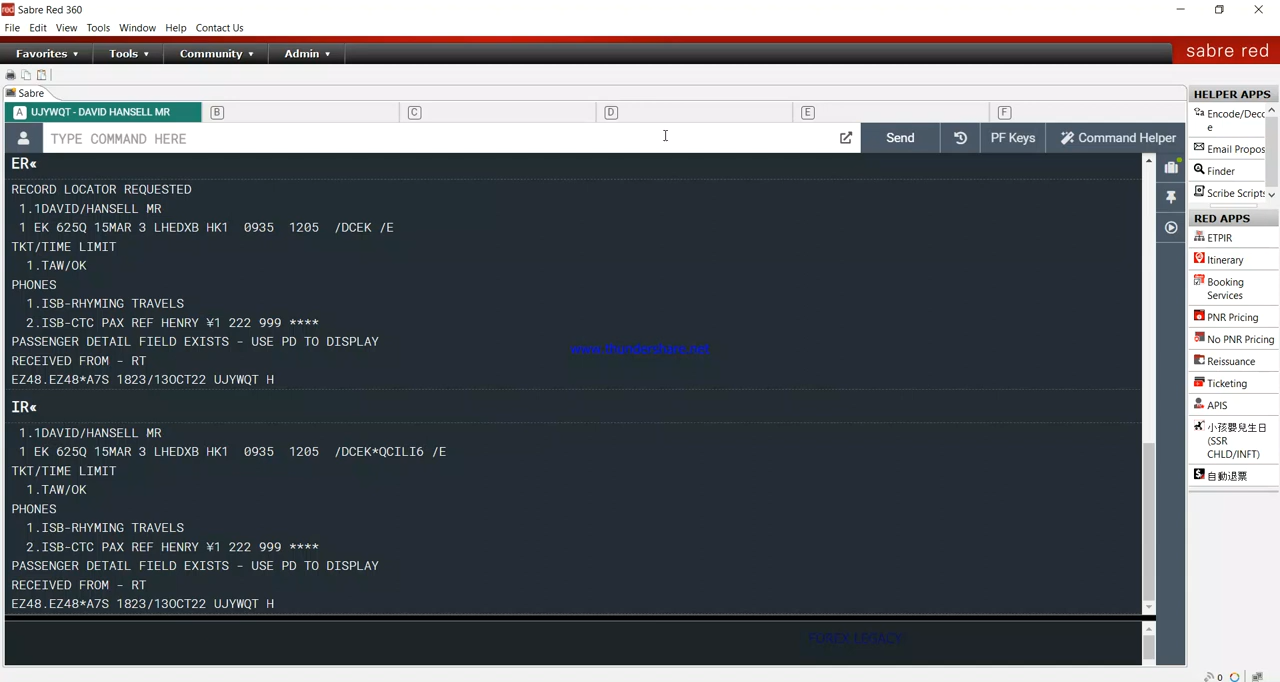 Sabre Red 360
File Edit View Tools Window Help Contact Us
Favorites Tools Community Admin sabre red
Sabre
A UJYWQT - DAVID HANSELL MR B C D E F
TYPE COMMAND HERE Send PF Keys Command Helper
ER«
RECORD LOCATOR REQUESTED
1.1DAVID/HANSELL MR
1 EK 625Q 15MAR 3 LHEDXB HK1 0935 1205 /DCEK /E
TKT/TIME LIMIT
1.TAW/OK
PHONES
1.ISB-RHYMING TRAVELS
2.ISB-CTC PAX REF HENRY ¥1 222 999 ****
PASSENGER DETAIL FIELD EXISTS - USE PD TO DISPLAY
RECEIVED FROM - RT
EZ48.EZ48*A7S 1823/13OCT22 UJYWQT H
IR«
1.1DAVID/HANSELL MR
1 EK 625Q 15MAR 3 LHEDXB HK1 0935 1205 /DCEK*QCILI6 /E
TKT/TIME LIMIT
1.TAW/OK
PHONES
1.ISB-RHYMING TRAVELS
2.ISB-CTC PAX REF HENRY ¥1 222 999 ****
PASSENGER DETAIL FIELD EXISTS - USE PD TO DISPLAY
RECEIVED FROM - RT
EZ48.EZ48*A7S 1823/13OCT22 UJYWQT H
HELPER APPS
Encode/Deco
e
Email Propos
Finder
Scribe Scripts
RED APPS
ETPIR
Itinerary
Booking
Services
PNR Pricing
No PNR Pricing
Reissuance
Ticketing
APIS
小孩嬰兒生日
(SSR
CHLD/INFT)
自動退票
0